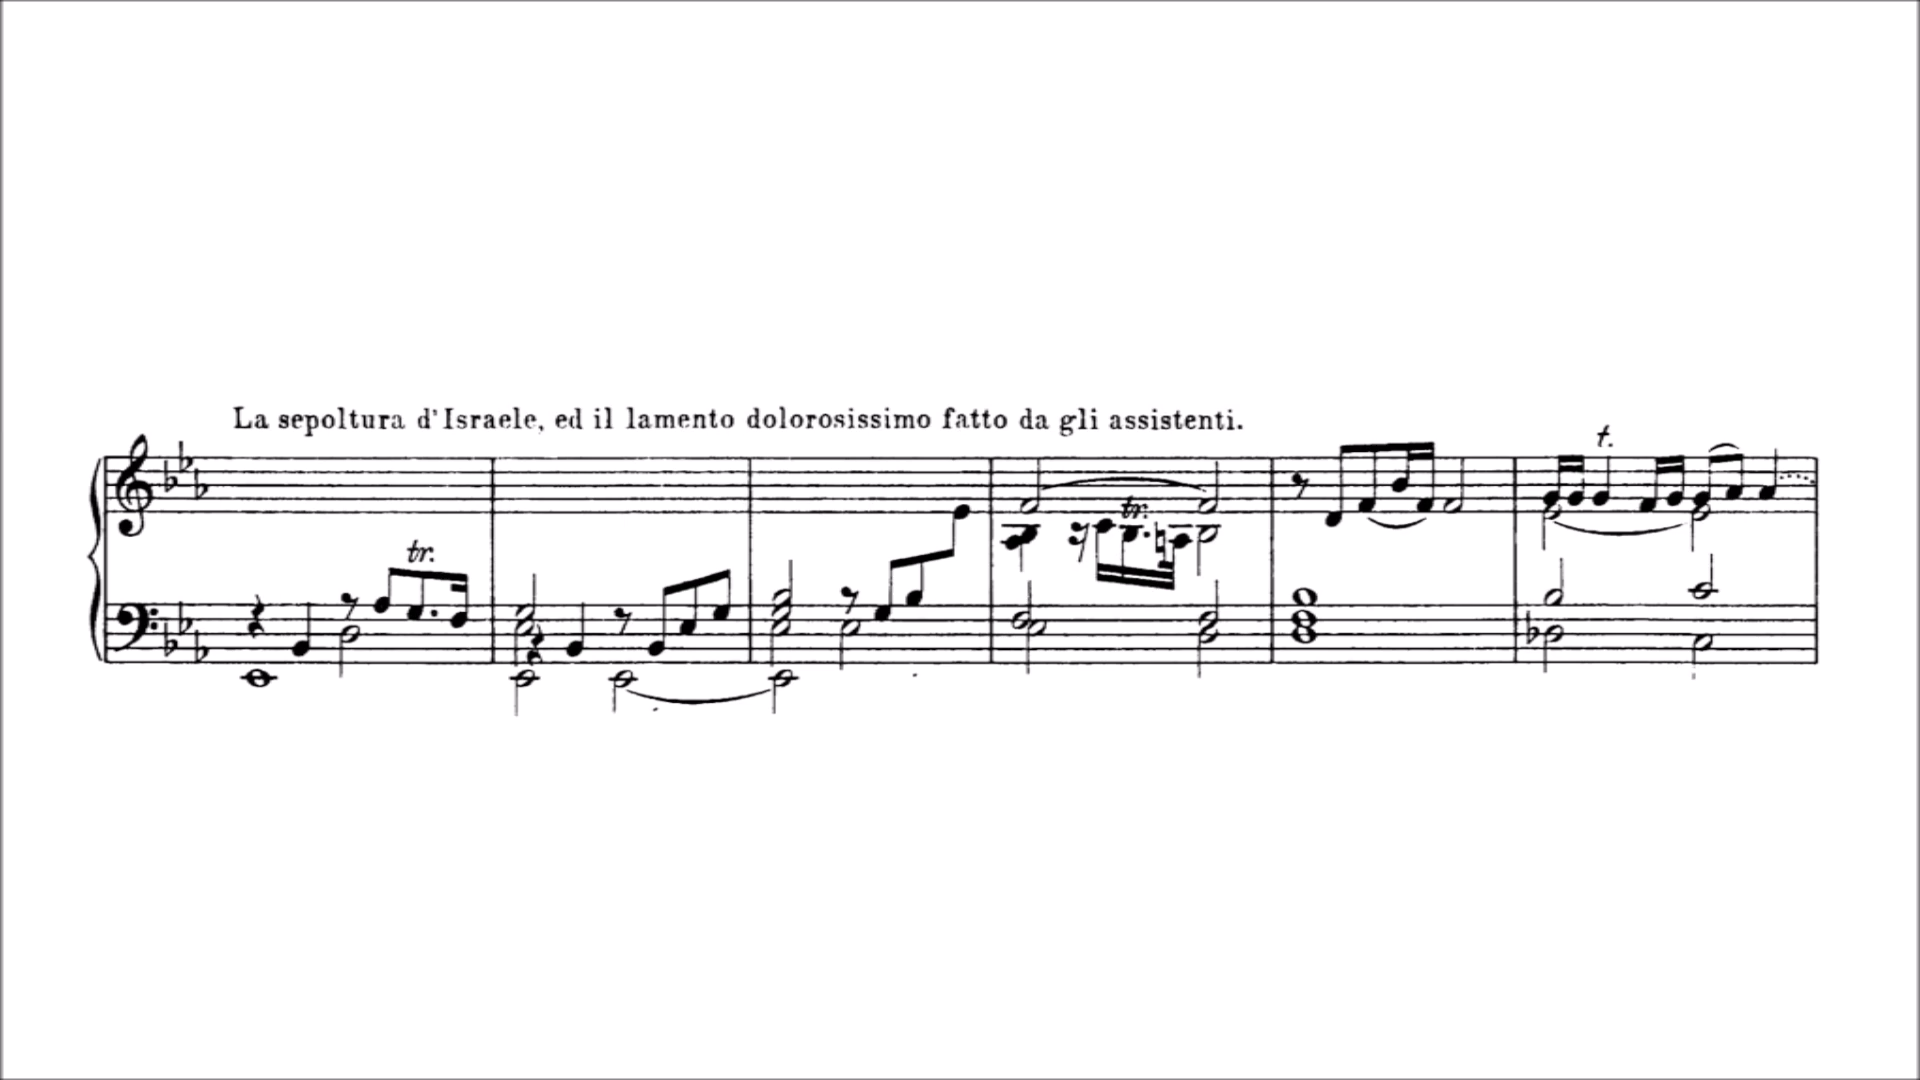 La sepoltura d'Israele, ed il lamento dolorosissimo fatto da gli assistenti.
t.
tr.
tr.